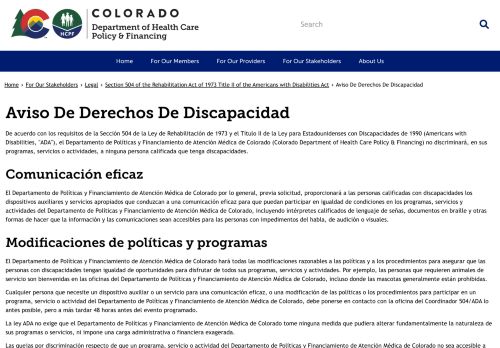 COLORADO
Department of Health Care
Policy & Financing
HCPF
Search
Home
For Our Members
For Our Providers
For Our Stakeholders
About Us
Home › For Our Stakeholders › Legal › Section 504 of the Rehabilitation Act of 1973 Title II of the Americans with Disabilities Act › Aviso De Derechos De Discapacidad
Aviso De Derechos De Discapacidad
De acuerdo con los requisitos de la Sección 504 de la Ley de Rehabilitación de 1973 y el Título II de la Ley para Estadounidenses con Discapacidades de 1990 (Americans with
Disabilities, "ADA"), el Departamento de Políticas y Financiamiento de Atención Médica de Colorado (Colorado Department of Health Care Policy & Financing) no discriminará, en sus
programas, servicios o actividades, a ninguna persona calificada que tenga discapacidades.
Comunicación eficaz
El Departamento de Políticas y Financiamiento de Atención Médica de Colorado por lo general, previa solicitud, proporcionará a las personas calificadas con discapacidades los
dispositivos auxiliares y servicios apropiados que conduzcan a una comunicación eficaz para que puedan participar en igualdad de condiciones en los programas, servicios y
actividades del Departamento de Políticas y Financiamiento de Atención Médica de Colorado, incluyendo intérpretes calificados de lenguaje de señas, documentos en braille y otras
formas de hacer que la información y las comunicaciones sean accesibles para las personas con impedimentos del habla, de audición o visuales.
Modificaciones de políticas y programas
El Departamento de Políticas y Financiamiento de Atención Médica de Colorado hará todas las modificaciones razonables a las políticas y a los procedimientos para asegurar que las
personas con discapacidades tengan igualdad de oportunidades para disfrutar de todos sus programas, servicios y actividades. Por ejemplo, las personas que requieren animales de
servicio son bienvenidas en las oficinas del Departamento de Políticas y Financiamiento de Atención Médica de Colorado, incluso donde las mascotas generalmente están prohibidas.
Cualquier persona que necesite un dispositivo auxiliar o un servicio para una comunicación eficaz, o una modificación de las políticas o los procedimientos para participar en un
programa, servicio o actividad del Departamento de Políticas y Financiamiento de Atención Médica de Colorado, debe ponerse en contacto con la oficina del Coordinador 504/ADA lo
antes posible, pero a más tardar 48 horas antes del evento programado.
La ley ADA no exige que el Departamento de Políticas y Financiamiento de Atención Médica de Colorado tome ninguna medida que pudiera alterar fundamentalmente la naturaleza de
sus programas o servicios, ni impone una carga administrativa o financiera exagerada.
Las quejas por discriminación respecto de que un programa, servicio o actividad del Departamento de Políticas y Financiamiento de Atención Médica de Colorado no sea accesible a